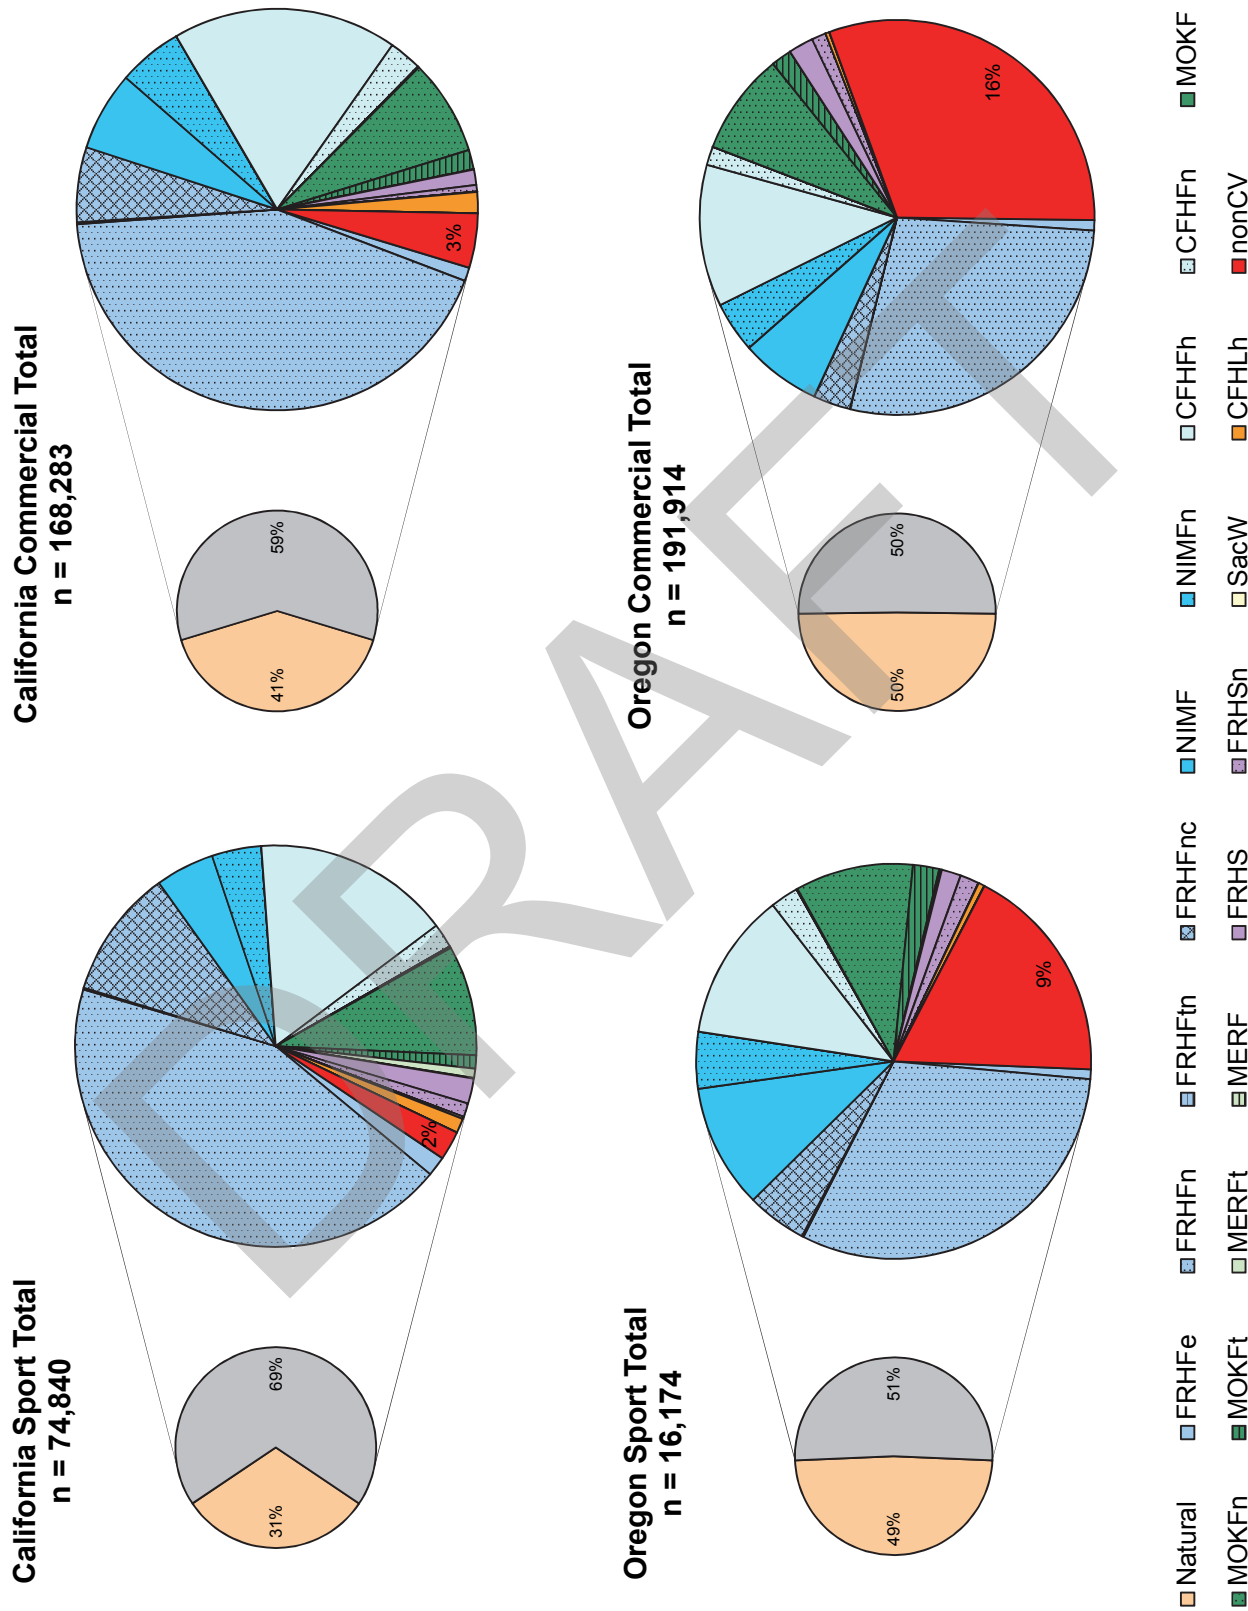 California Sport Total
n = 74,840
31%
69%
2%
California Commercial Total
n = 168,283
41%
59%
3%
Oregon Sport Total
n = 16,174
49%
51%
9%
Oregon Commercial Total
n = 191,914
50%
50%
16%
DRAFT
Natural FRHFe FRHFn FRHFtn FRHFnc NIMF NIMFn CFHFh CFHFn MOKF
MOKFn MOKFt MERFt MERF FRHS FRHSn SacW CFHLh nonCV